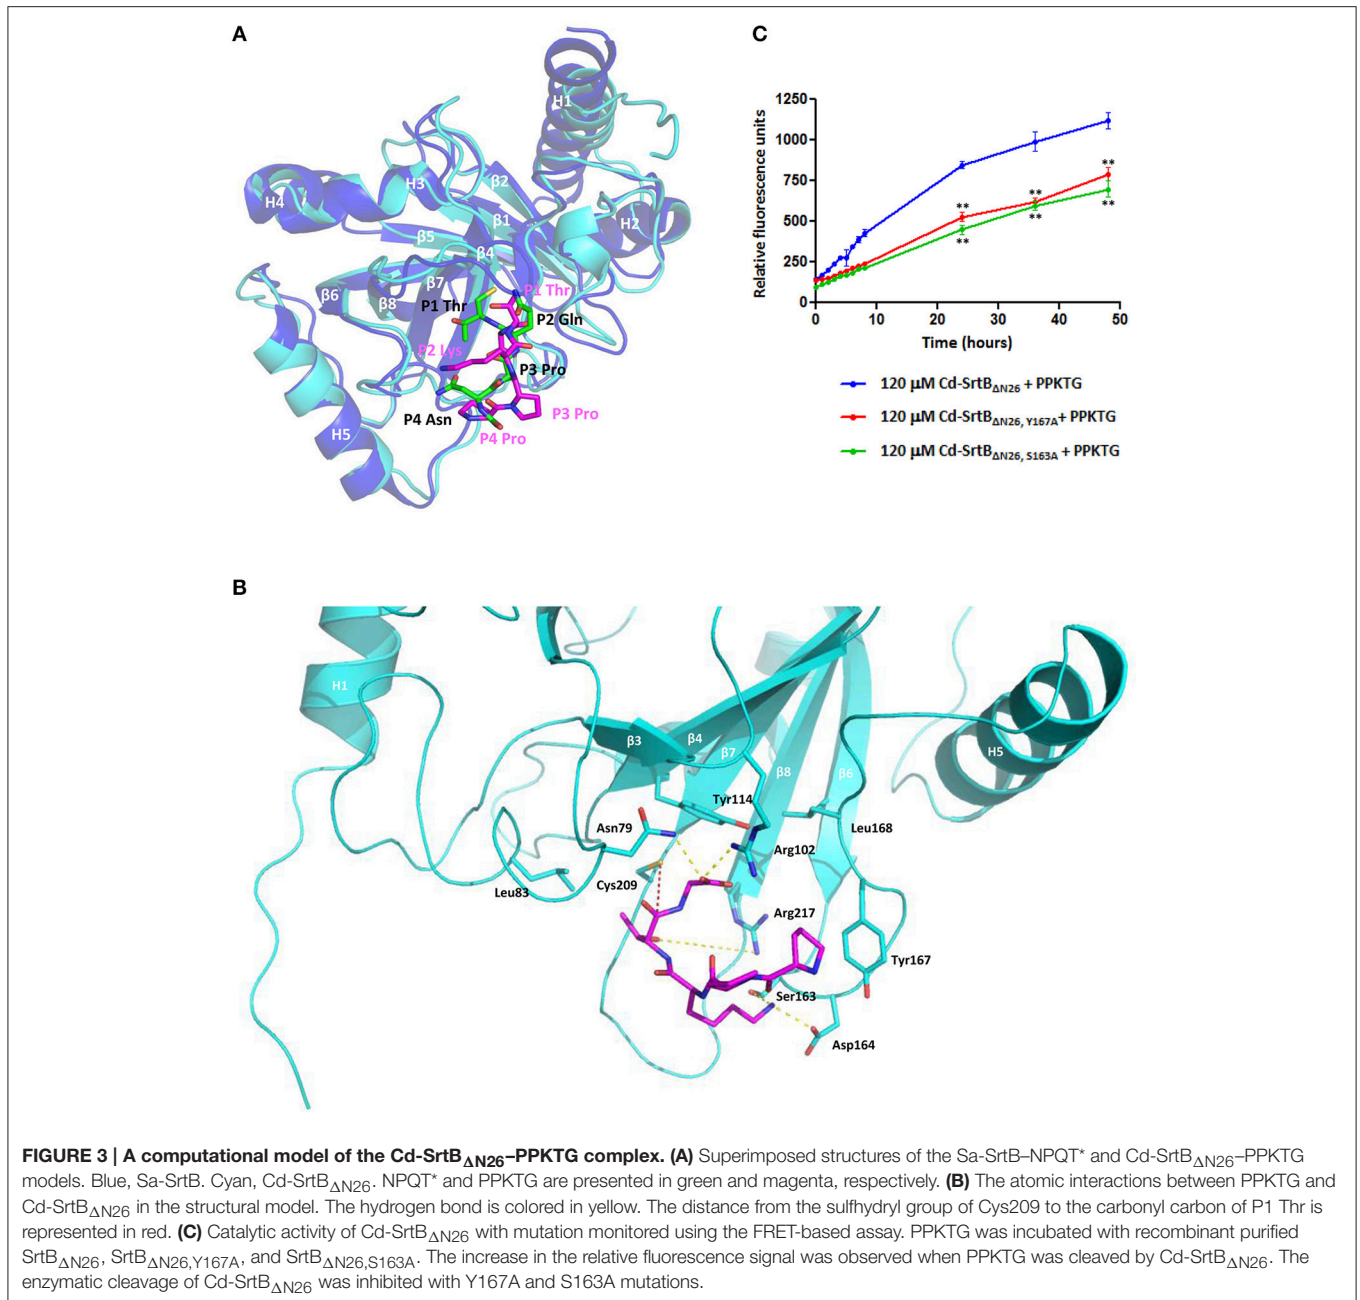 A
H1
β2
H3
H4
β1
H2
β5
β4
β7
β6
β8
P1 Thr
P1 Thr
P2 Gln
P2 Lys
P3 Pro
P4 Asn
P3 Pro
P4 Pro
H5
C
Relative fluorescence units
1250
1000
750
500
250
0
** ** ** ** ** **
0 10 20 30 40 50
Time (hours)
120 μM Cd-SrtBΔN26 + PPKTG
120 μM Cd-SrtBΔN26, Y167A + PPKTG
120 μM Cd-SrtBΔN26, S163A + PPKTG
B
H1
β3
β4
β7
β8
β6
H5
Tyr114
Asn79
Leu168
Arg102
Leu83
Cys209
Arg217
Tyr167
Ser163
Asp164
FIGURE 3 | A computational model of the Cd-SrtBΔN26–PPKTG complex. (A) Superimposed structures of the Sa-SrtB–NPQT* and Cd-SrtBΔN26–PPKTG
models. Blue, Sa-SrtB. Cyan, Cd-SrtBΔN26. NPQT* and PPKTG are presented in green and magenta, respectively. (B) The atomic interactions between PPKTG and
Cd-SrtBΔN26 in the structural model. The hydrogen bond is colored in yellow. The distance from the sulfhydryl group of Cys209 to the carbonyl carbon of P1 Thr is
represented in red. (C) Catalytic activity of Cd-SrtBΔN26 with mutation monitored using the FRET-based assay. PPKTG was incubated with recombinant purified
SrtBΔN26, SrtBΔN26,Y167A, and SrtBΔN26,S163A. The increase in the relative fluorescence signal was observed when PPKTG was cleaved by Cd-SrtBΔN26. The
enzymatic cleavage of Cd-SrtBΔN26 was inhibited with Y167A and S163A mutations.